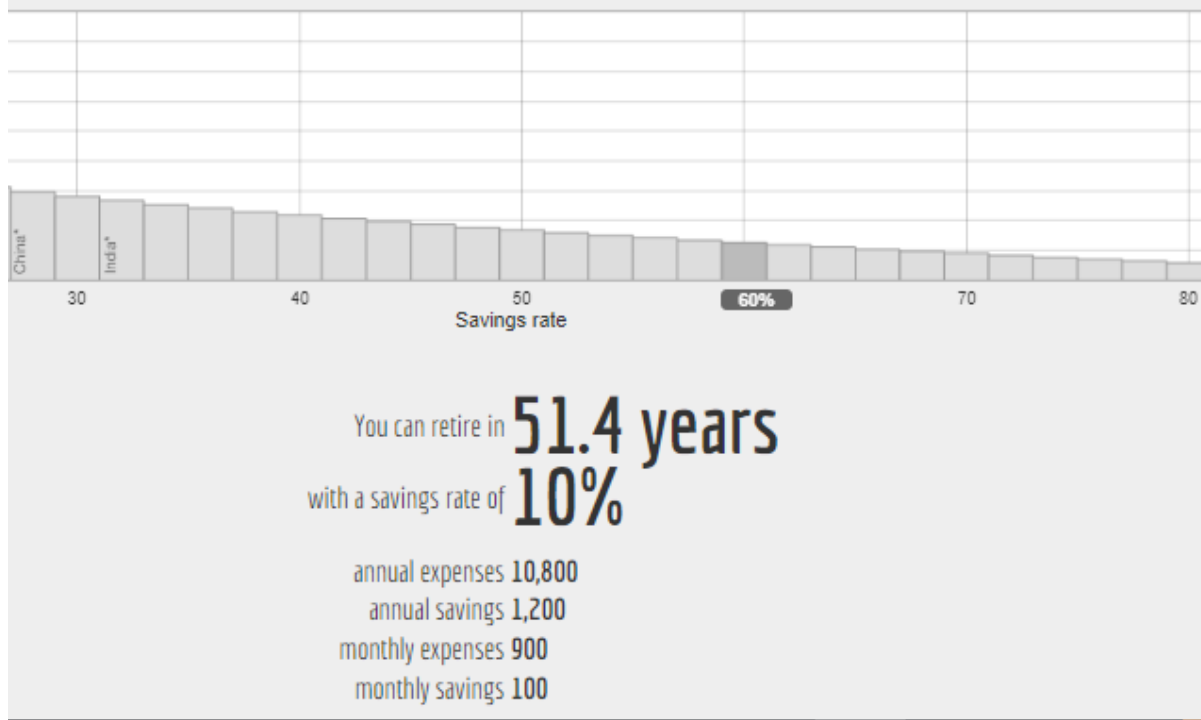 China*
India*
30 40 50 60% 70 80
Savings rate
You can retire in 51.4 years
with a savings rate of 10%
annual expenses 10,800
annual savings 1,200
monthly expenses 900
monthly savings 100